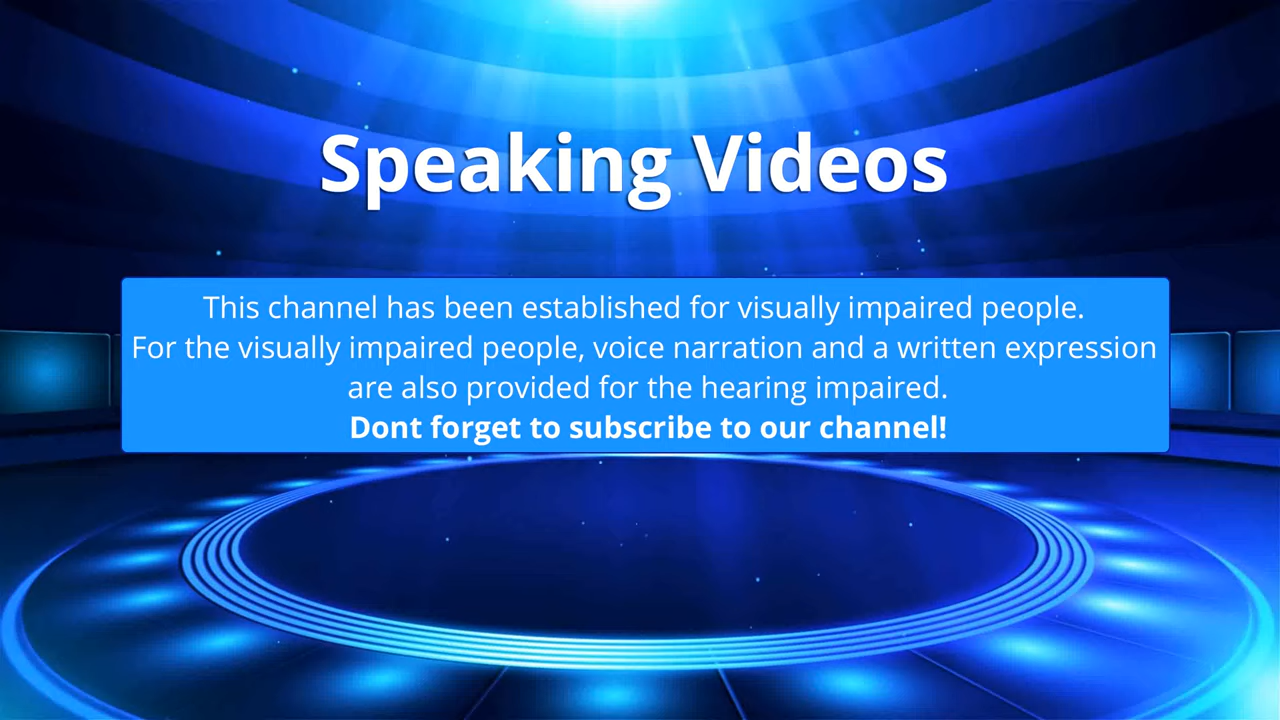 Speaking Videos
This channel has been established for visually impaired people.
For the visually impaired people, voice narration and a written expression
are also provided for the hearing impaired.
Dont forget to subscribe to our channel!